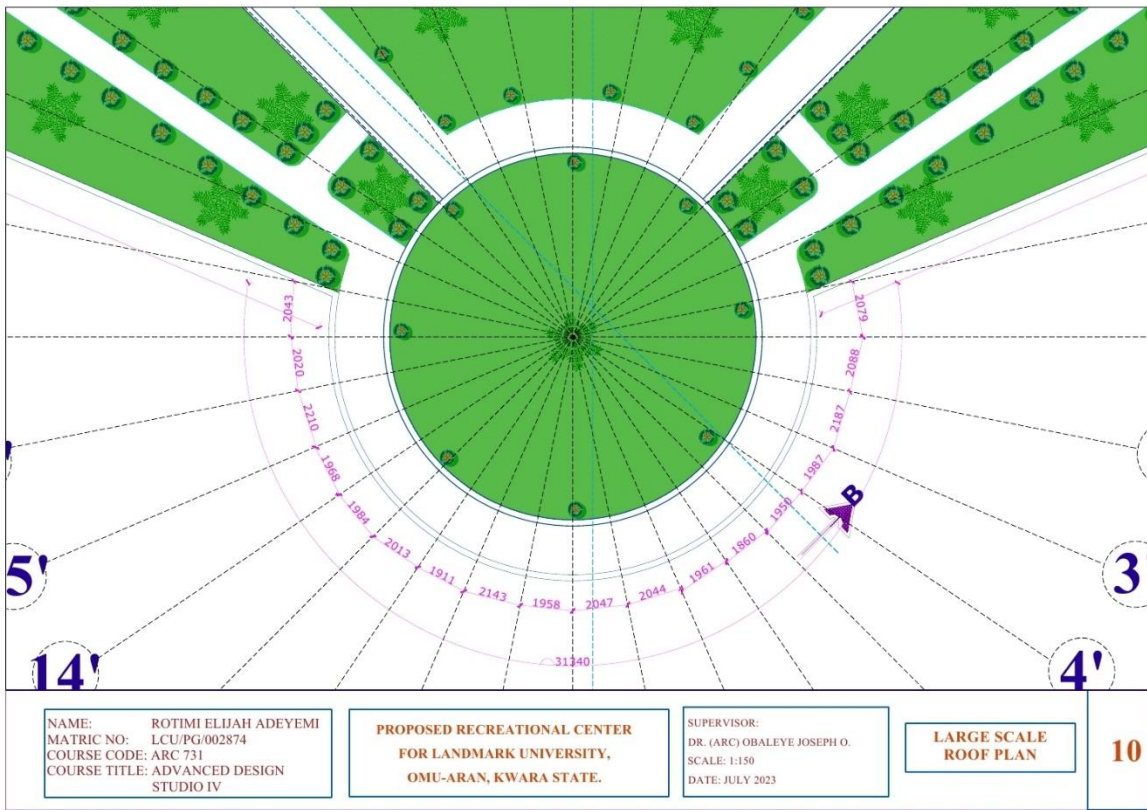 2043
2079
2020
2088
2210
2187
1968
1987
1984
1950
B
2013
1860
1911
1961
2143
1958
2047
2044
5'
3
31340
14'
4'
NAME: ROTIMI ELIJAH ADEYEMI
MATRIC NO: LCU/PG/002874
COURSE CODE: ARC 731
COURSE TITLE: ADVANCED DESIGN
STUDIO IV
PROPOSED RECREATIONAL CENTER
FOR LANDMARK UNIVERSITY,
OMU-ARAN, KWARA STATE.
SUPERVISOR:
DR. (ARC) OBALEYE JOSEPH O.
SCALE: 1:150
DATE: JULY 2023
LARGE SCALE
ROOF PLAN
10